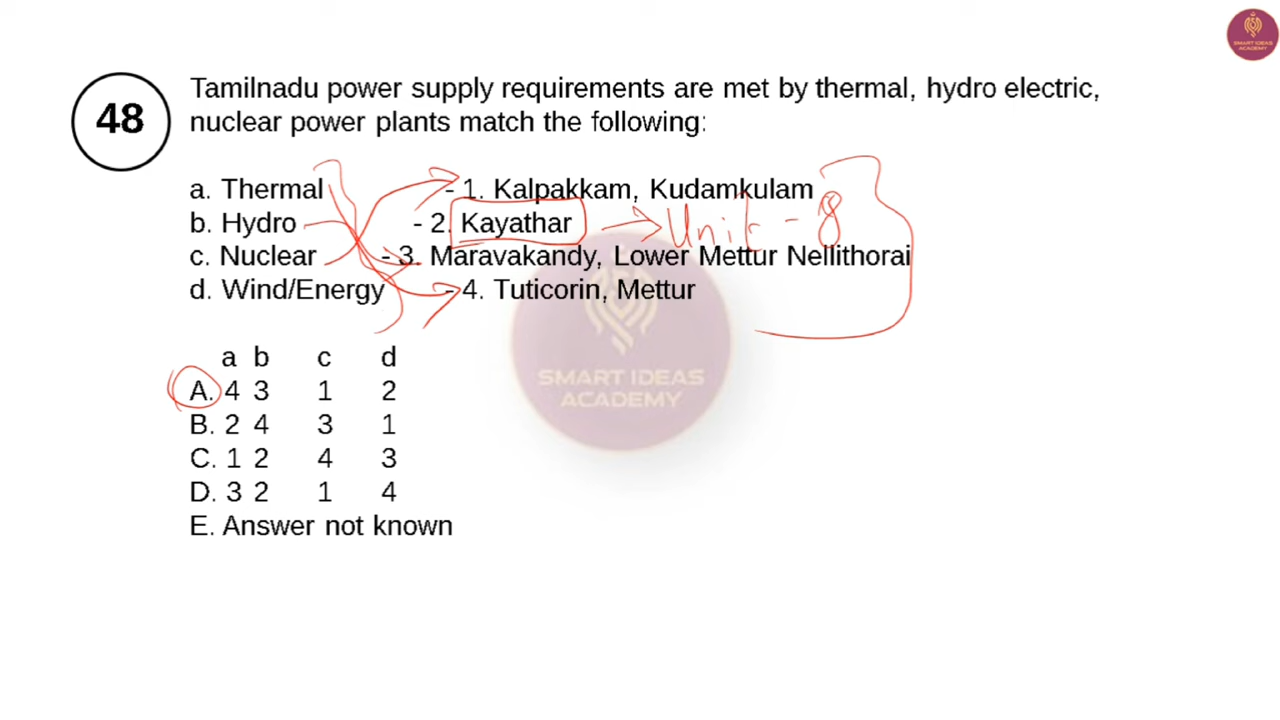 SMART IDEAS
ACADEMY
48
Tamilnadu power supply requirements are met by thermal, hydro electric,
nuclear power plants match the following:
a. Thermal - 1. Kalpakkam, Kudamkulam
b. Hydro - 2. Kayathar → Unit - 8
c. Nuclear - 3. Maravakandy, Lower Mettur Nellithorai
d. Wind/Energy - 4. Tuticorin, Mettur
a b c d
A. 4 3 1 2
B. 2 4 3 1
C. 1 2 4 3
D. 3 2 1 4
E. Answer not known
SMART IDEAS
ACADEMY